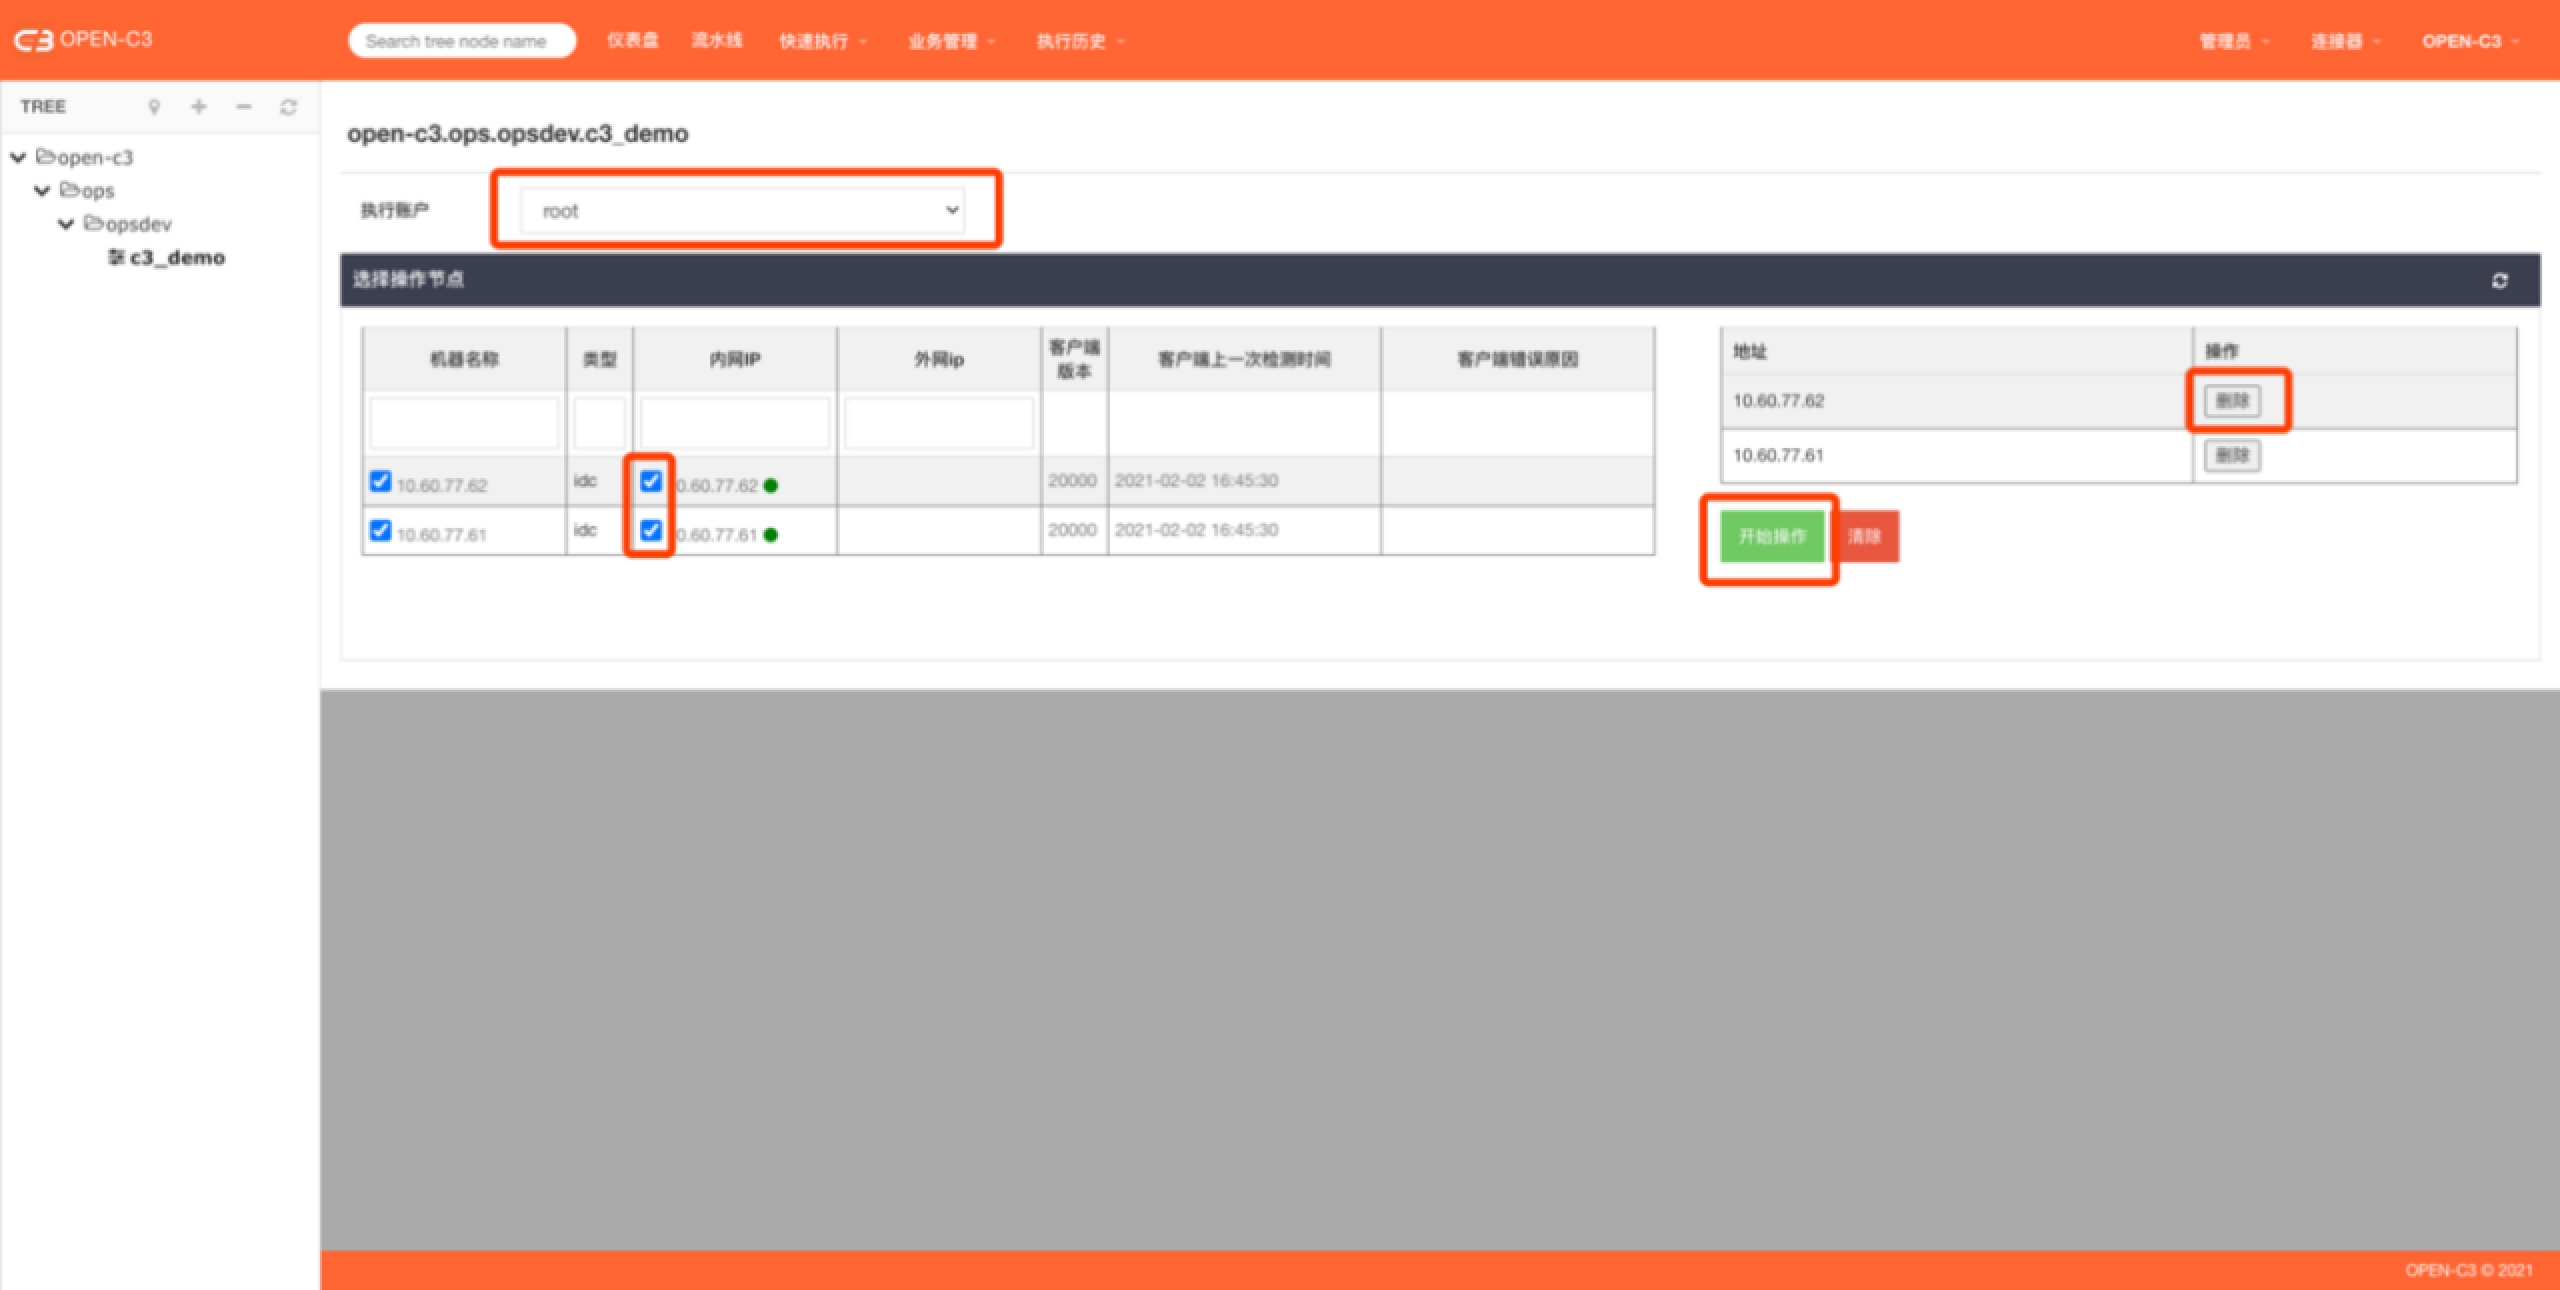 OPEN-C3
Search tree node name
仪表盘
流水线
快速执行
业务管理
执行历史
管理员
连接器
OPEN-C3
TREE
open-c3
ops
opsdev
c3_demo
open-c3.ops.opsdev.c3_demo
执行账户
root
选择操作节点
机器名称 类型 内网IP 外网ip 客户端版本 客户端上一次检测时间 客户端错误原因
10.60.77.62 idc 0.60.77.62 20000 2021-02-02 16:45:30
10.60.77.61 idc 0.60.77.61 20000 2021-02-02 16:45:30
地址 操作
10.60.77.62 删除
10.60.77.61 删除
开始操作 清除
OPEN-C3 © 2021